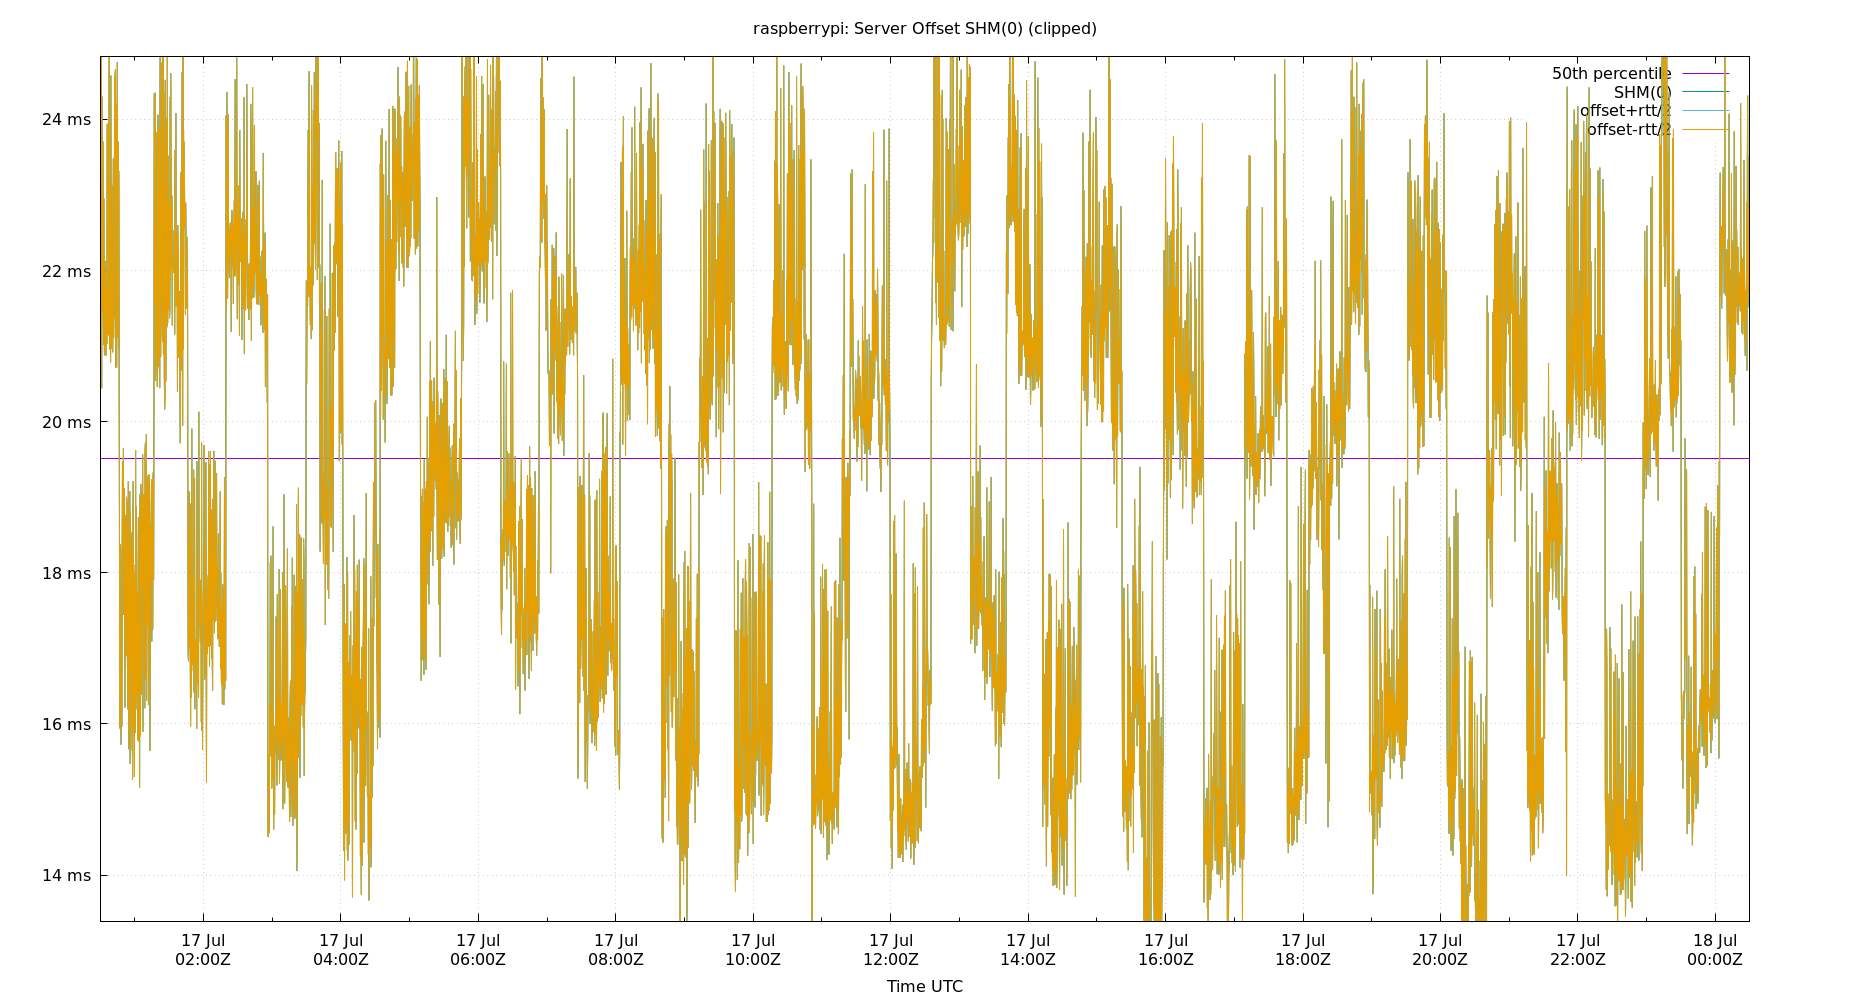 raspberrypi: Server Offset SHM(0) (clipped)
50th percentile
SHM(0)
offset+rtt/2
offset-rtt/2
24 ms
22 ms
20 ms
18 ms
16 ms
14 ms
17 Jul 17 Jul 17 Jul 17 Jul 17 Jul 17 Jul 17 Jul 17 Jul 17 Jul 17 Jul 17 Jul 18 Jul
02:00Z 04:00Z 06:00Z 08:00Z 10:00Z 12:00Z 14:00Z 16:00Z 18:00Z 20:00Z 22:00Z 00:00Z
Time UTC